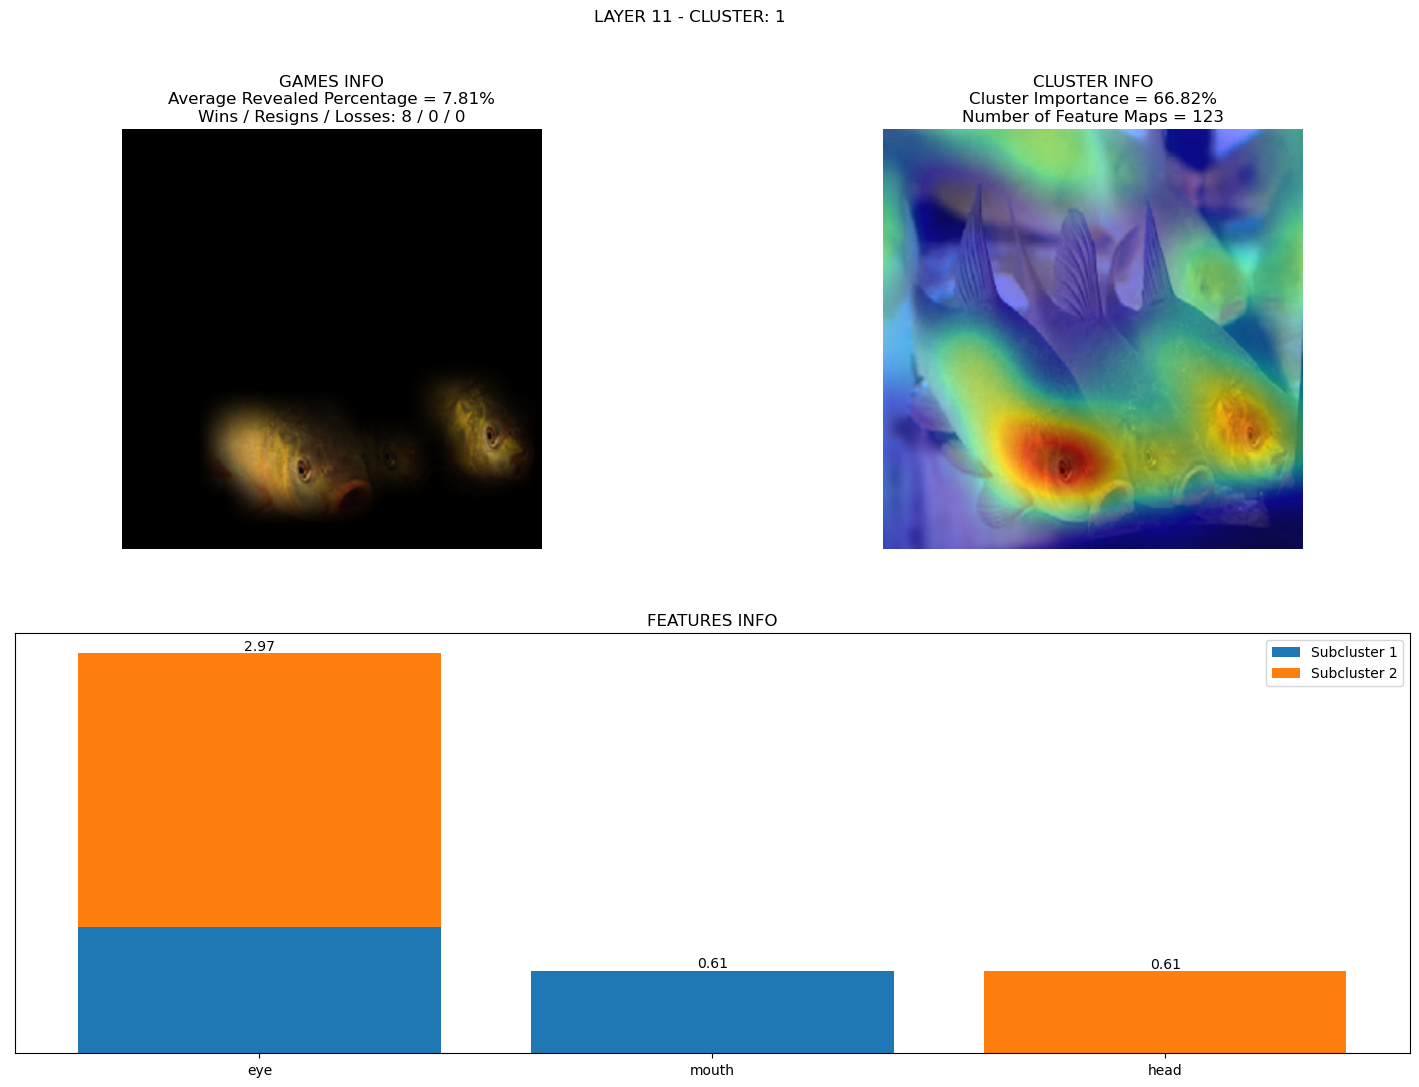 LAYER 11 - CLUSTER: 1
GAMES INFO
Average Revealed Percentage = 7.81%
Wins / Resigns / Losses: 8 / 0 / 0
CLUSTER INFO
Cluster Importance = 66.82%
Number of Feature Maps = 123
FEATURES INFO
2.97
Subcluster 1
Subcluster 2
0.61
0.61
eye
mouth
head